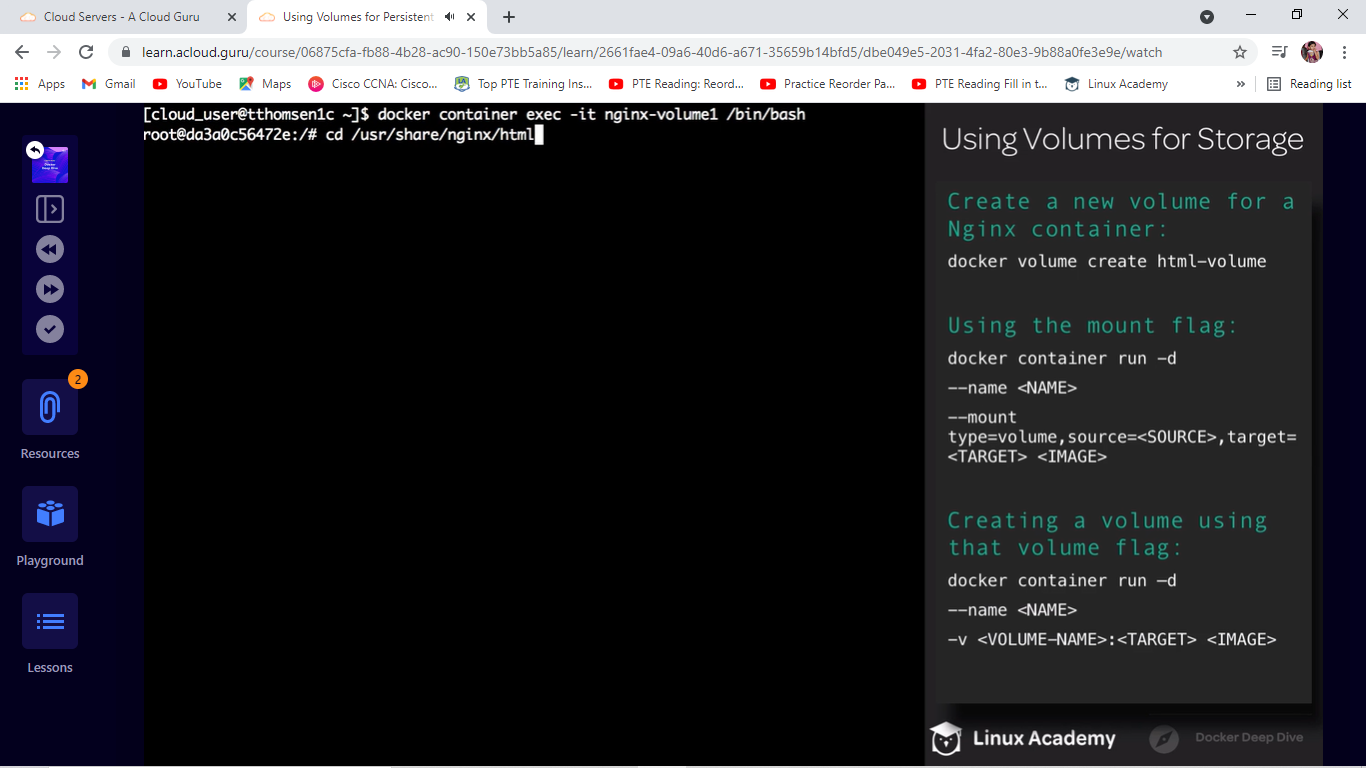 Cloud Servers - A Cloud Guru
Using Volumes for Persistent
learn.acloud.guru/course/06875cfa-fb88-4b28-ac90-150e73bb5a85/learn/2661fae4-09a6-40d6-a671-35659b14bfd5/dbe049e5-2031-4fa2-80e3-9b88a0fe3e9e/watch
Apps Gmail YouTube Maps Cisco CCNA: Cisco... Top PTE Training Ins... PTE Reading: Reord... Practice Reorder Pa... PTE Reading Fill in t... Linux Academy » Reading list
[cloud_user@tthomsen1c ~]$ docker container exec -it nginx-volume1 /bin/bash
root@da3a0c56472e:/# cd /usr/share/nginx/html
Docker
Deep Dive
2
Resources
Playground
Lessons
Using Volumes for Storage
Create a new volume for a
Nginx container:
docker volume create html-volume
Using the mount flag:
docker container run -d
--name <NAME>
--mount
type=volume,source=<SOURCE>,target=
<TARGET> <IMAGE>
Creating a volume using
that volume flag:
docker container run -d
--name <NAME>
-v <VOLUME-NAME>:<TARGET> <IMAGE>
Linux Academy
Docker Deep Dive